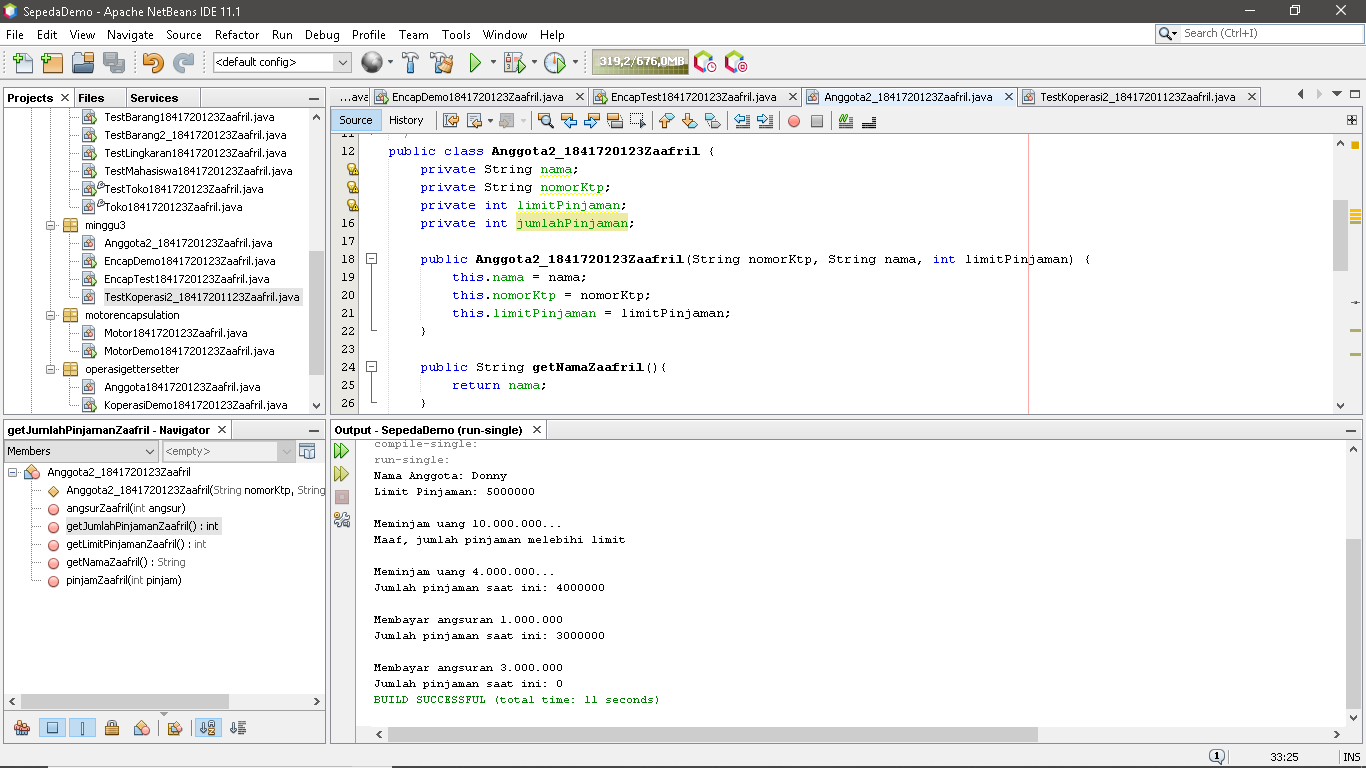 SepedaDemo - Apache NetBeans IDE 11.1
File Edit View Navigate Source Refactor Run Debug Profile Team Tools Window Help
Search (Ctrl+I)
<default config>
319,2/676,0MB
Projects Files Services
TestBarang1841720123Zaafril.java
TestBarang2_1841720123Zaafril.java
TestLingkaran1841720123Zaafril.java
TestMahasiswa1841720123Zaafril.java
TestToko1841720123Zaafril.java
Toko1841720123Zaafril.java
minggu3
Anggota2_1841720123Zaafril.java
EncapDemo1841720123Zaafril.java
EncapTest1841720123Zaafril.java
TestKoperasi2_18417201123Zaafril.java
motorencapsulation
Motor1841720123Zaafril.java
MotorDemo1841720123Zaafril.java
operasigettersetter
Anggota1841720123Zaafril.java
KoperasiDemo1841720123Zaafril.java
...ava EncapDemo1841720123Zaafril.java EncapTest1841720123Zaafril.java Anggota2_1841720123Zaafril.java TestKoperasi2_18417201123Zaafril.java
Source History
11
12 public class Anggota2_1841720123Zaafril {
private String nama;
private String nomorKtp;
private int limitPinjaman;
16 private int jumlahPinjaman;
17
18 public Anggota2_1841720123Zaafril(String nomorKtp, String nama, int limitPinjaman) {
19 this.nama = nama;
20 this.nomorKtp = nomorKtp;
21 this.limitPinjaman = limitPinjaman;
22 }
23
24 public String getNamaZaafril(){
25 return nama;
26 }
getJumlahPinjamanZaafril - Navigator
Members <empty>
Anggota2_1841720123Zaafril
Anggota2_1841720123Zaafril(String nomorKtp, String
angsurZaafril(int angsur)
getJumlahPinjamanZaafril() : int
getLimitPinjamanZaafril() : int
getNamaZaafril() : String
pinjamZaafril(int pinjam)
Output - SepedaDemo (run-single)
compile-single:
run-single:
Nama Anggota: Donny
Limit Pinjaman: 5000000
Meminjam uang 10.000.000...
Maaf, jumlah pinjaman melebihi limit
Meminjam uang 4.000.000...
Jumlah pinjaman saat ini: 4000000
Membayar angsuran 1.000.000
Jumlah pinjaman saat ini: 3000000
Membayar angsuran 3.000.000
Jumlah pinjaman saat ini: 0
BUILD SUCCESSFUL (total time: 11 seconds)
1 33:25 INS